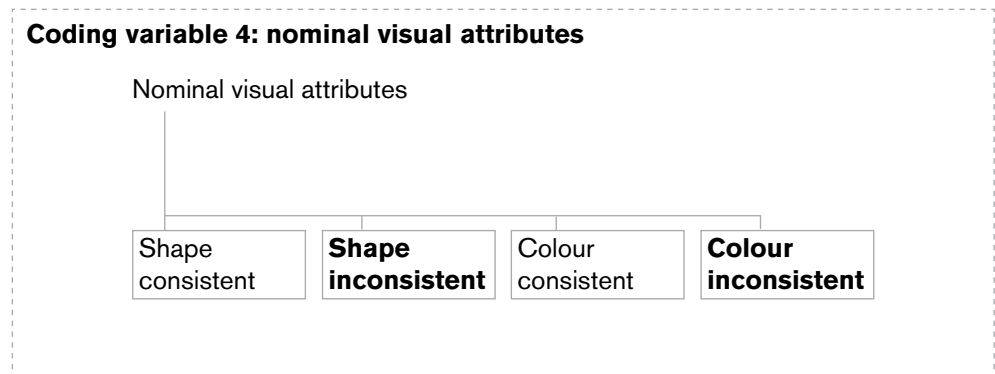 Coding variable 4: nominal visual attributes
Nominal visual attributes
Shape
consistent
Shape
inconsistent
Colour
consistent
Colour
inconsistent